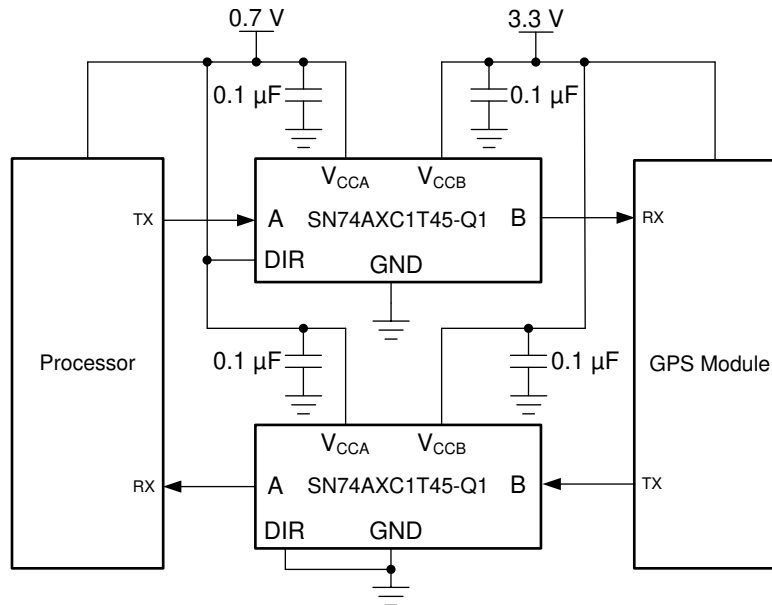 0.7 V
3.3 V
0.1 µF
0.1 µF
VCCA
VCCB
TX
A
SN74AXC1T45-Q1
B
RX
DIR
GND
Processor
0.1 µF
0.1 µF
GPS Module
VCCA
VCCB
RX
A
SN74AXC1T45-Q1
B
TX
DIR
GND